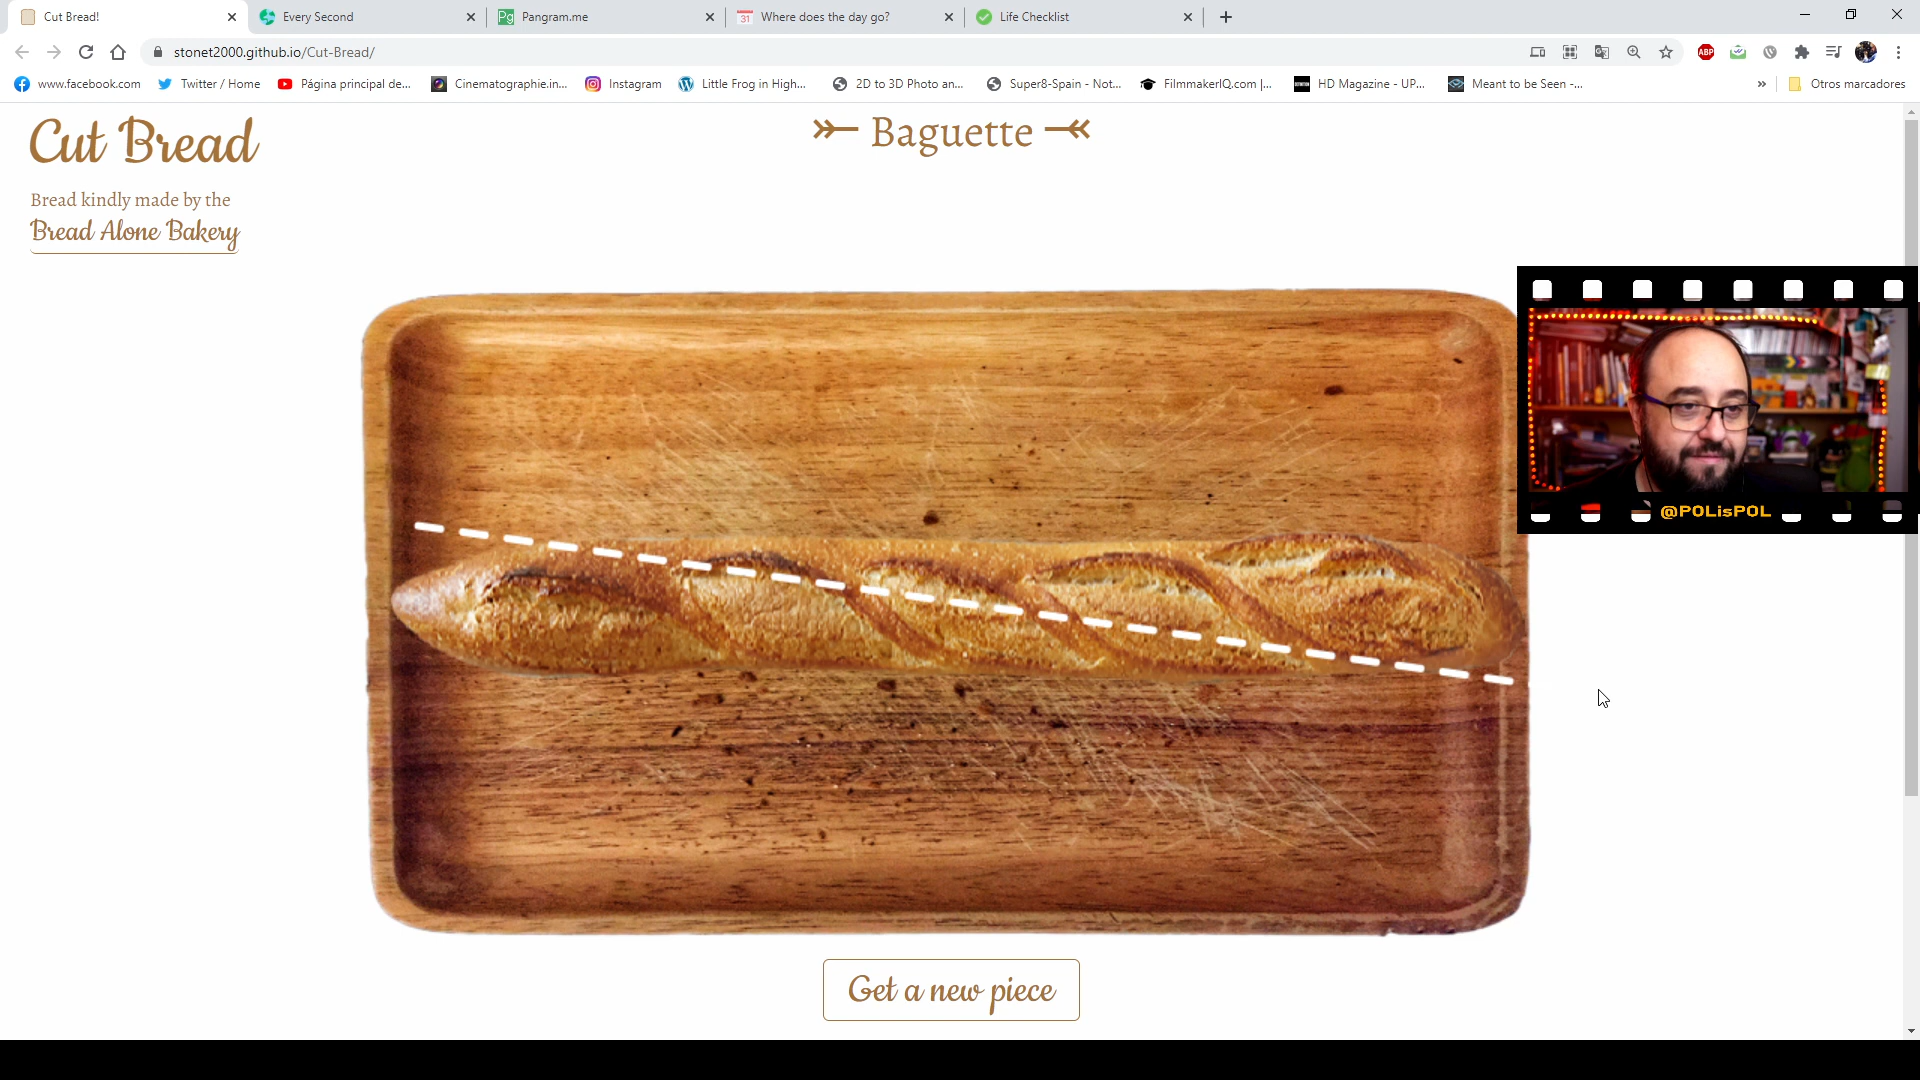 Cut Bread!
Every Second
Pangram.me
Where does the day go?
Life Checklist
stonet2000.github.io/Cut-Bread/
ABP
www.facebook.com
Twitter / Home
Página principal de...
Cinematographie.in...
Instagram
Little Frog in High...
2D to 3D Photo an...
Super8-Spain - Not...
FilmmakerIQ.com |...
HD Magazine - UP...
Meant to be Seen -...
»
Otros marcadores
Cut Bread
Baguette
Bread kindly made by the
Bread Alone Bakery
@POLisPOL
Get a new piece